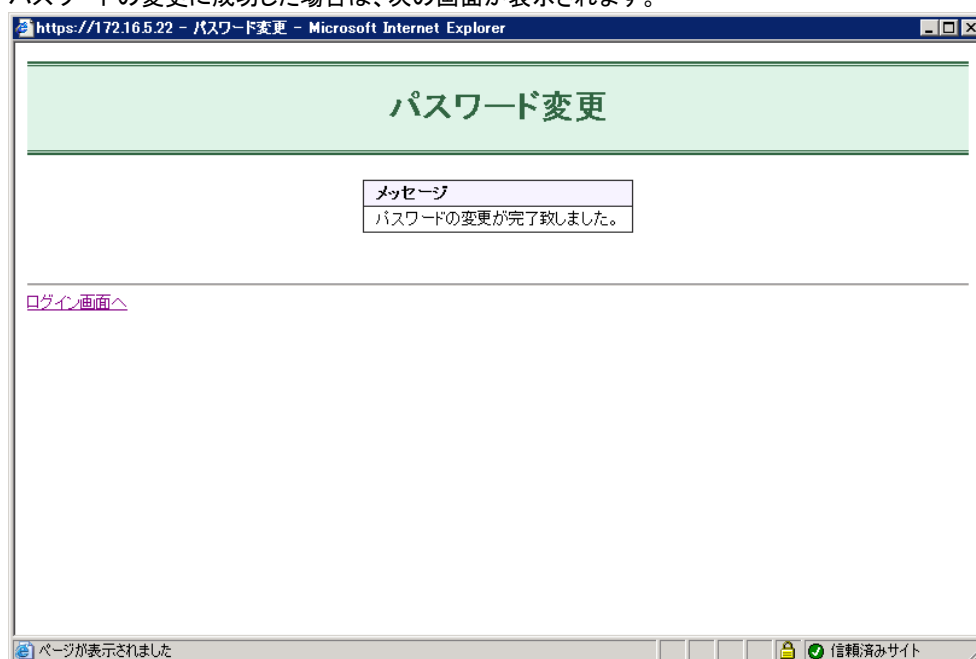 パスワードの変更に成功した場合は、次の画面が表示されます。
https://172.16.5.22 - パスワード変更 - Microsoft Internet Explorer
パスワード変更
メッセージ
パスワードの変更が完了致しました。
ログイン画面へ
ページが表示されました
信頼済みサイト